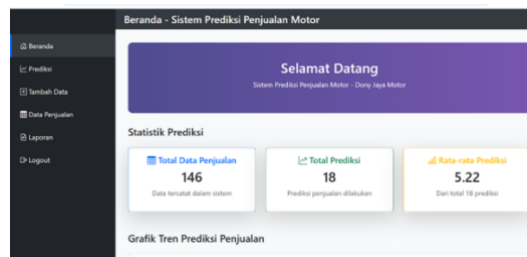 Beranda - Sistem Prediksi Penjualan Motor
Beranda
Prediksi
Tambah Data
Data Penjualan
Laporan
Logout
Selamat Datang
Sistem Prediksi Penjualan Motor - Dony Jaya Motor
Statistik Prediksi
Total Data Penjualan
146
Data tercatat dalam sistem
Total Prediksi
18
Prediksi penjualan dilakukan
Rata-rata Prediksi
5.22
Dari total 18 prediksi
Grafik Tren Prediksi Penjualan